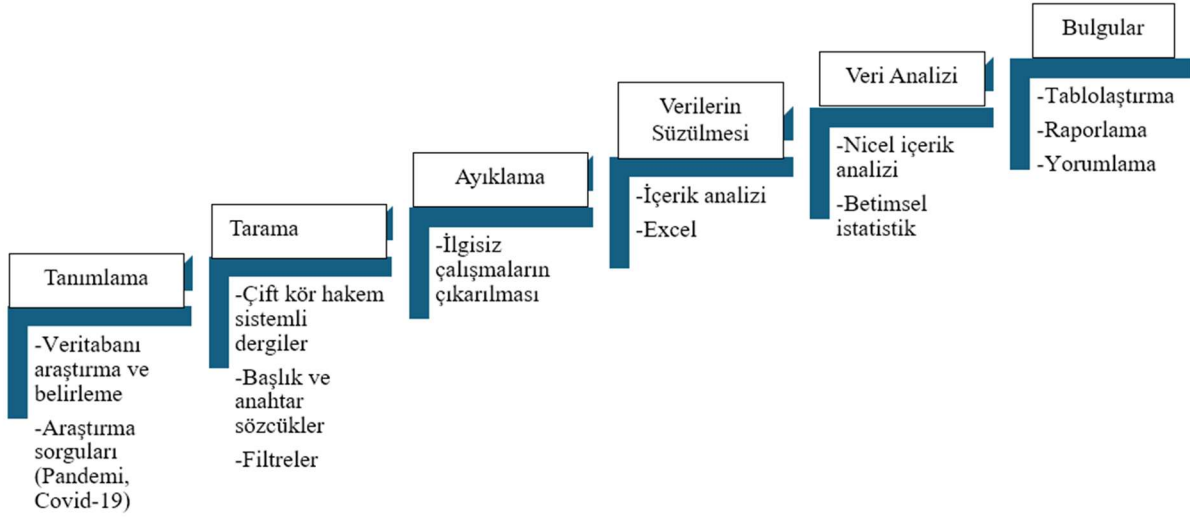 Tanımlama
-Veritabanı
araştırma ve
belirleme
-Araştırma
sorguları
(Pandemi,
Covid-19)
Tarama
-Çift kör hakem
sistemli
dergiler
-Başlık ve
anahtar
sözcükler
-Filtreler
Ayıklama
-İlgisiz
çalışmaların
çıkarılması
Verilerin
Süzülmesi
-İçerik analizi
-Excel
Veri Analizi
-Nicel içerik
analizi
-Betimsel
istatistik
Bulgular
-Tablolaştırma
-Raporlama
-Yorumlama